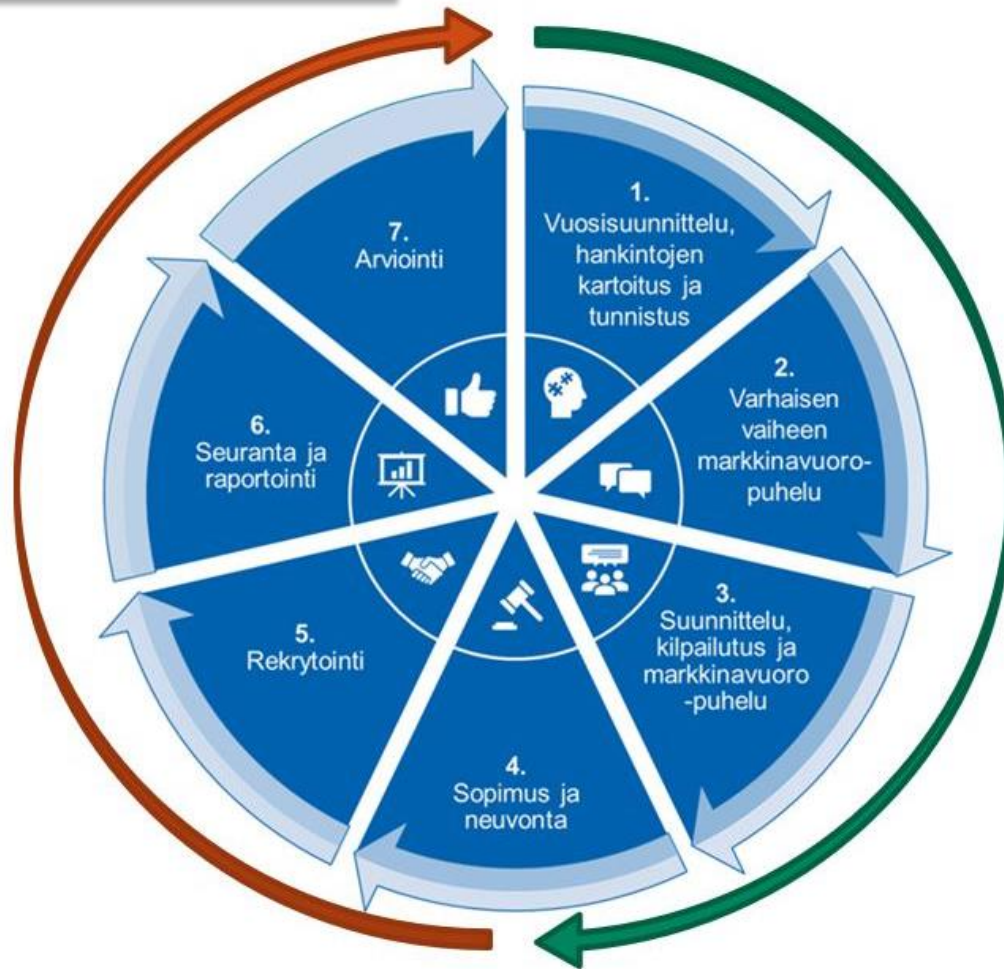 1.
Vuosisuunnittelu,
hankintojen
kartoitus ja
tunnistus
2.
Varhaisen
vaiheen
markkinavuoro-
puhelu
3.
Suunnittelu,
kilpailutus ja
markkinavuoro
-puhelu
4.
Sopimus ja
neuvonta
5.
Rekrytointi
6.
Seuranta ja
raportointi
7.
Arviointi